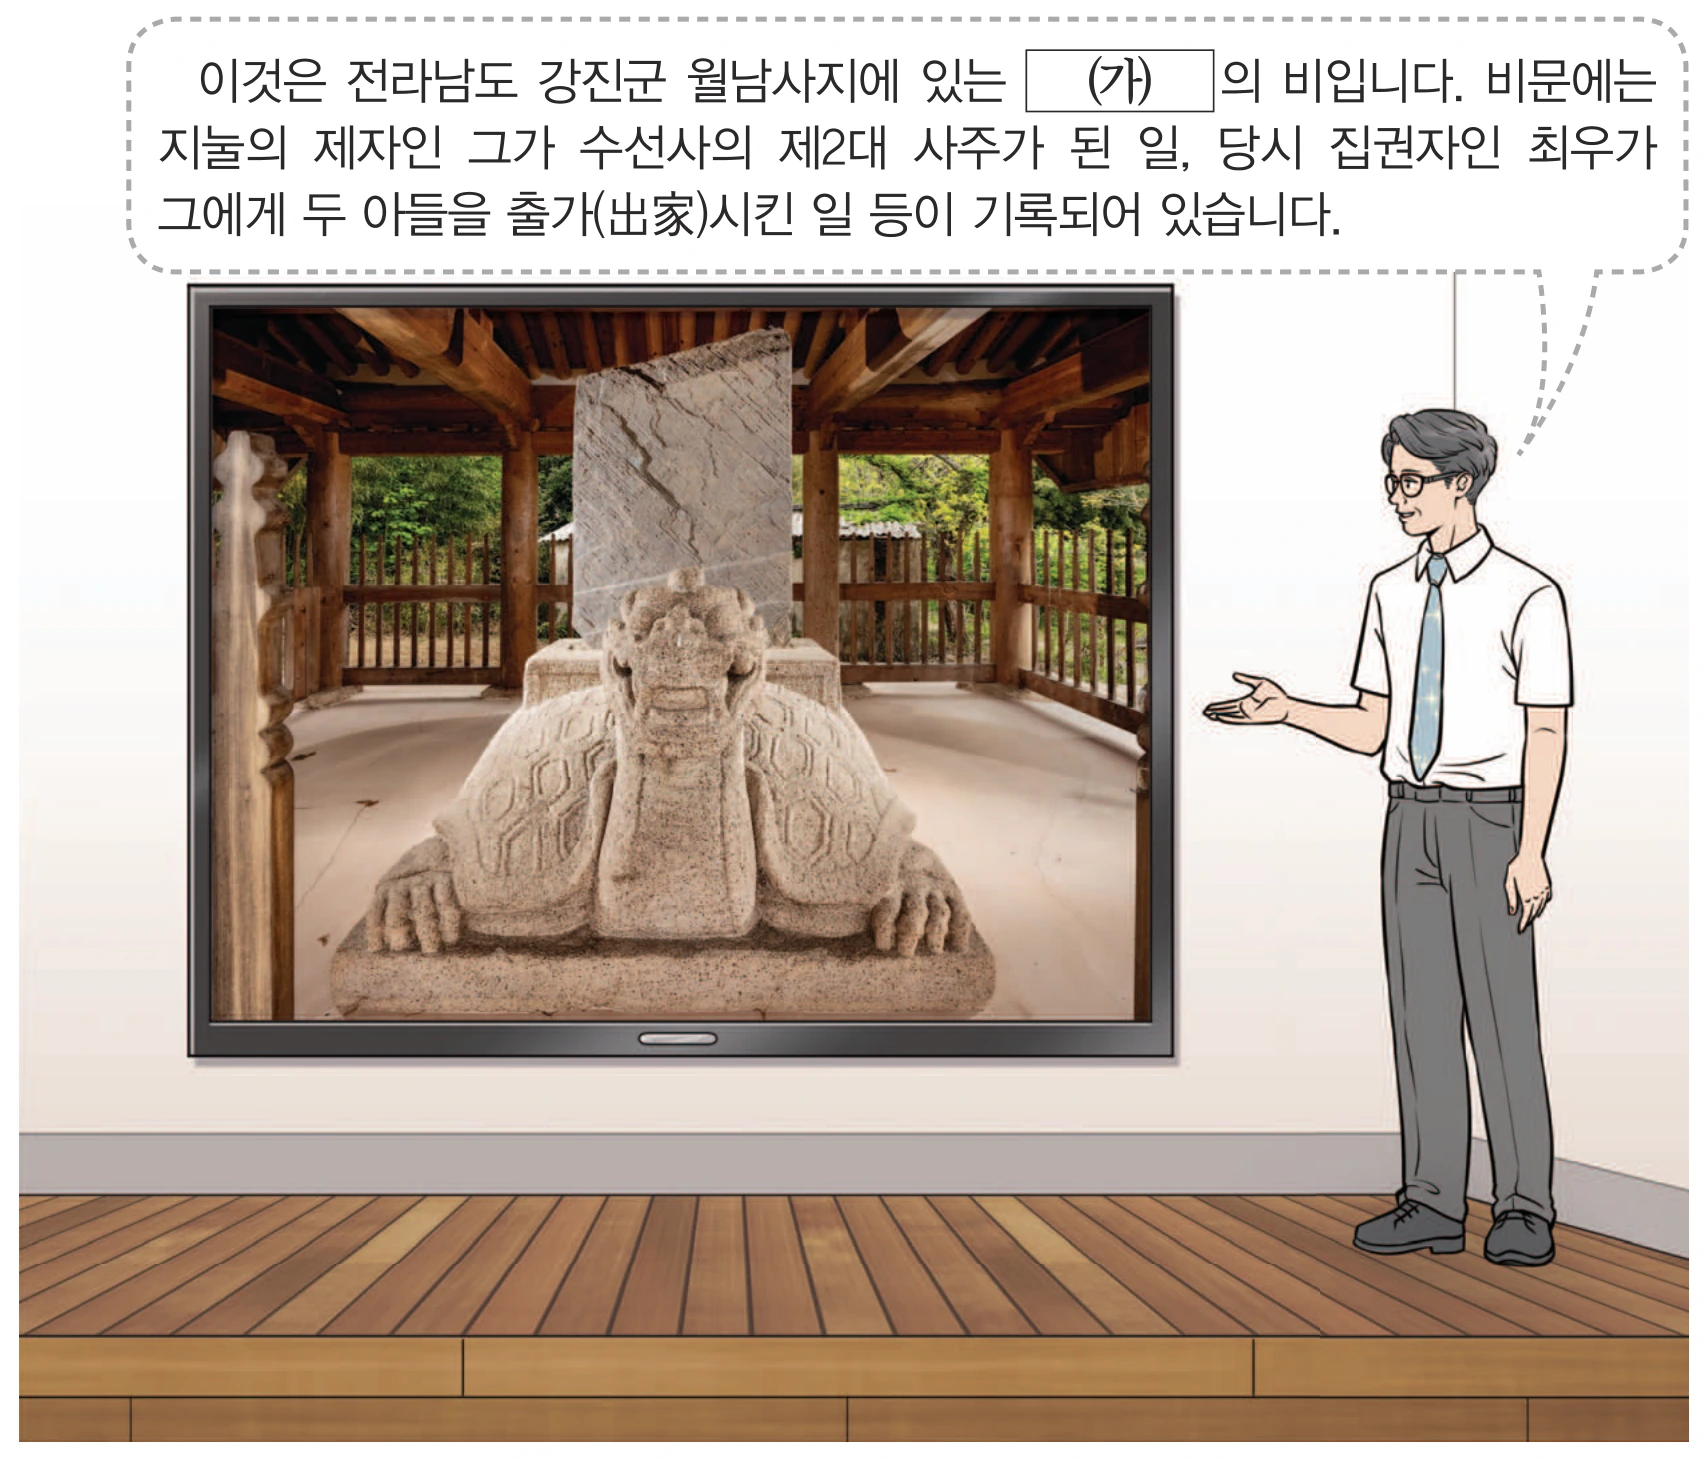 이것은 전라남도 강진군 월남사지에 있는 (가)의 비입니다. 비문에는
지눌의 제자인 그가 수선사의 제2대 사주가 된 일, 당시 집권자인 최우가
그에게 두 아들을 출가(出家)시킨 일 등이 기록되어 있습니다.